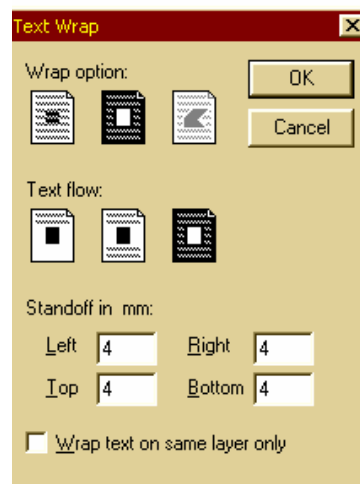 Text Wrap
Wrap option:
OK
Cancel
Text flow:
Standoff in mm:
Left 4 Right 4
Top 4 Bottom 4
Wrap text on same layer only